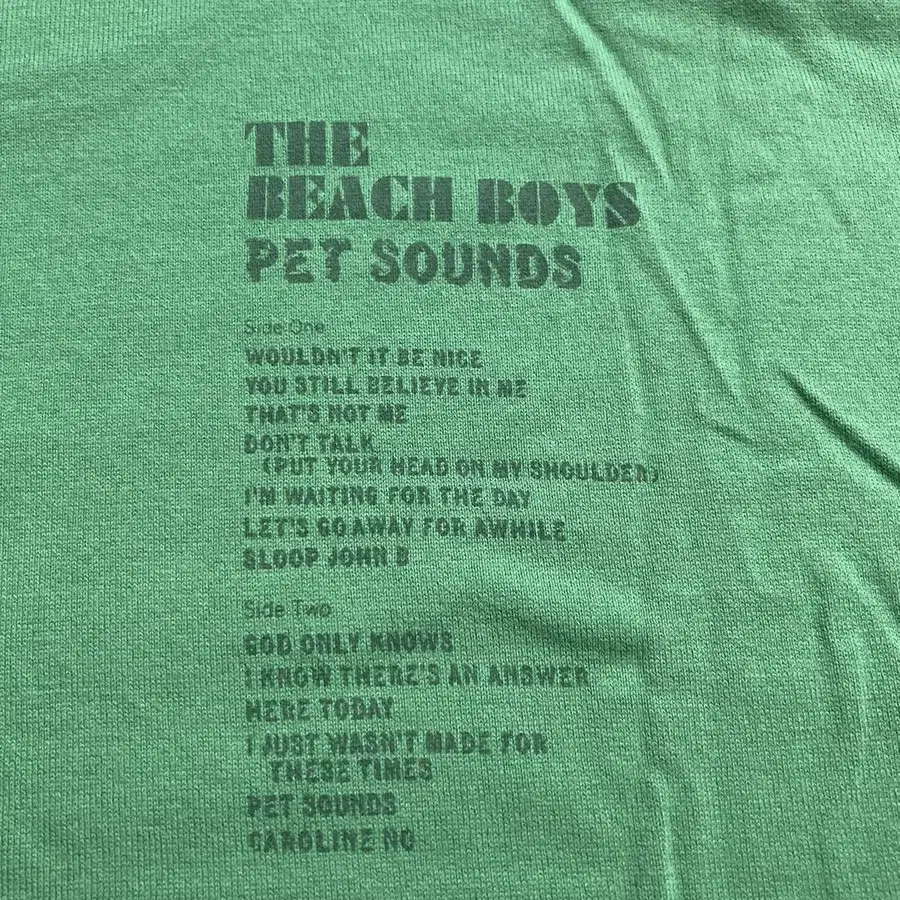 THE
BEACH BOYS
PET SOUNDS
Side One
WOULDN'T IT BE NICE
YOU STILL BELIEVE IN ME
THAT'S NOT ME
DON'T TALK
(PUT YOUR HEAD ON MY SHOULDER)
I'M WAITING FOR THE DAY
LET'S GO AWAY FOR AWHILE
SLOOP JOHN B
Side Two
GOD ONLY KNOWS
I KNOW THERE'S AN ANSWER
HERE TODAY
I JUST WASN'T MADE FOR
THESE TIMES
PET SOUNDS
CAROLINE NO